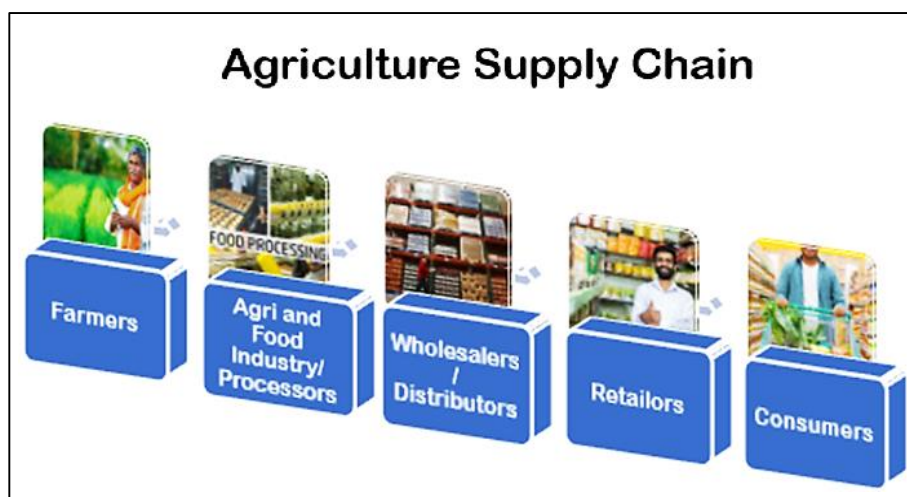 Agriculture Supply Chain
FOOD PROCESSING
Farmers
Agri and
Food
Industry/
Processors
Wholesalers
/
Distributors
Retailors
Consumers